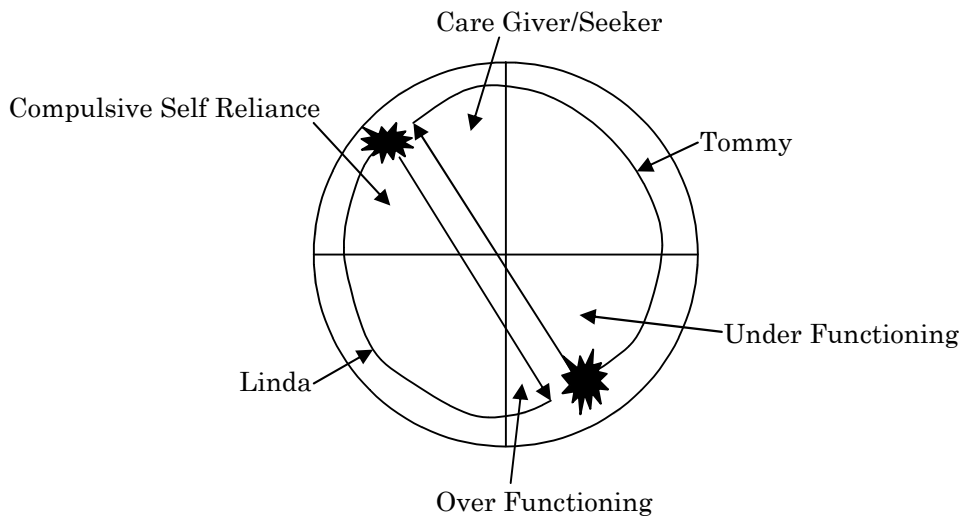 Care Giver/Seeker
Compulsive Self Reliance
Tommy
Under Functioning
Linda
Over Functioning